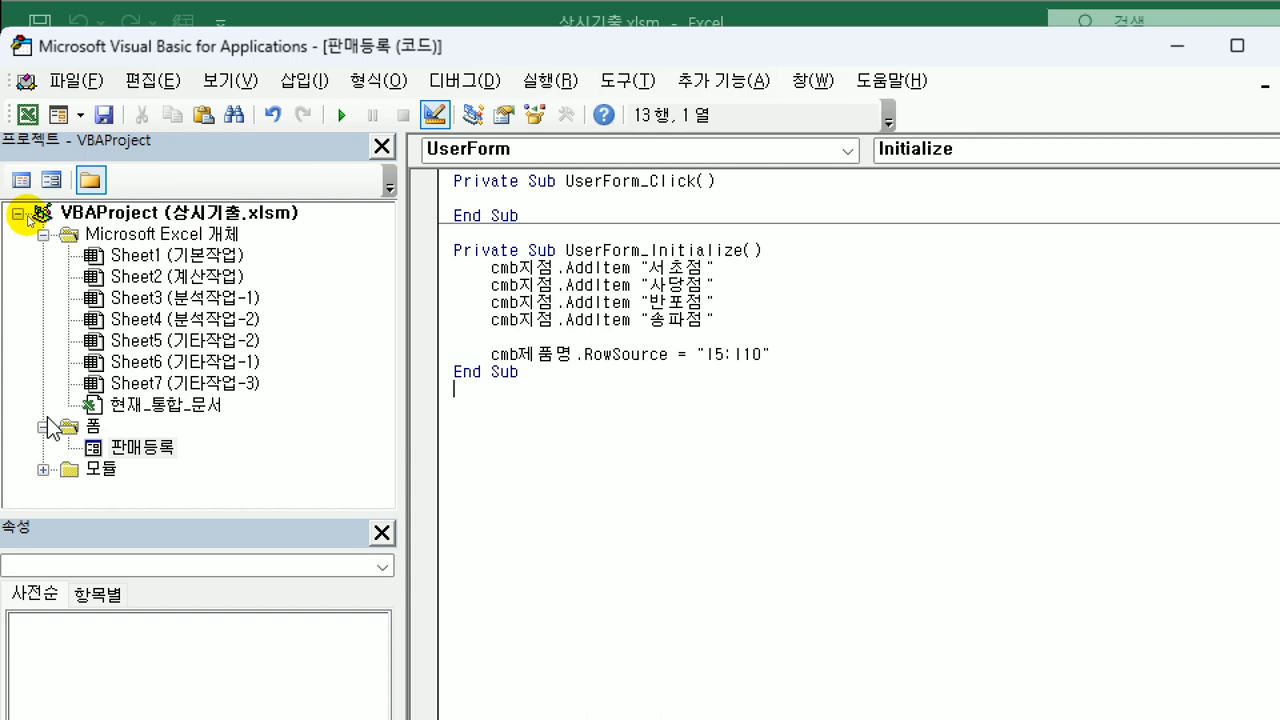 상시기출.xlsm - Excel
검색
Microsoft Visual Basic for Applications - [판매등록 (코드)]
파일(F) 편집(E) 보기(V) 삽입(I) 형식(O) 디버그(D) 실행(R) 도구(T) 추가 기능(A) 창(W) 도움말(H)
13 행, 1 열
프로젝트 - VBAProject
UserForm
Initialize
VBAProject (상시기출.xlsm)
Microsoft Excel 개체
Sheet1 (기본작업)
Sheet2 (계산작업)
Sheet3 (분석작업-1)
Sheet4 (분석작업-2)
Sheet5 (기타작업-2)
Sheet6 (기타작업-1)
Sheet7 (기타작업-3)
현재_통합_문서
폼
판매등록
모듈
속성
사전순 항목별
Private Sub UserForm_Click()
End Sub
Private Sub UserForm_Initialize()
cmb지점.AddItem "서초점"
cmb지점.AddItem "사당점"
cmb지점.AddItem "반포점"
cmb지점.AddItem "송파점"
cmb제품명.RowSource = "I5:I10"
End Sub